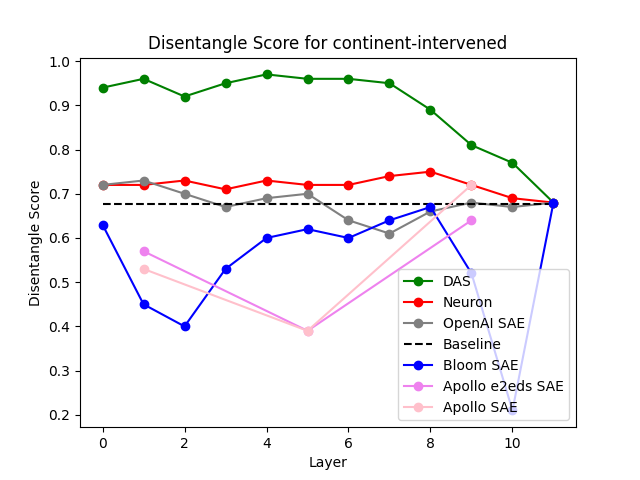 Disentangle Score for continent-intervened
Disentangle Score
1.0
0.9
0.8
0.7
0.6
0.5
0.4
0.3
0.2
DAS
Neuron
OpenAI SAE
Baseline
Bloom SAE
Apollo e2eds SAE
Apollo SAE
0
2
4
6
8
10
Layer